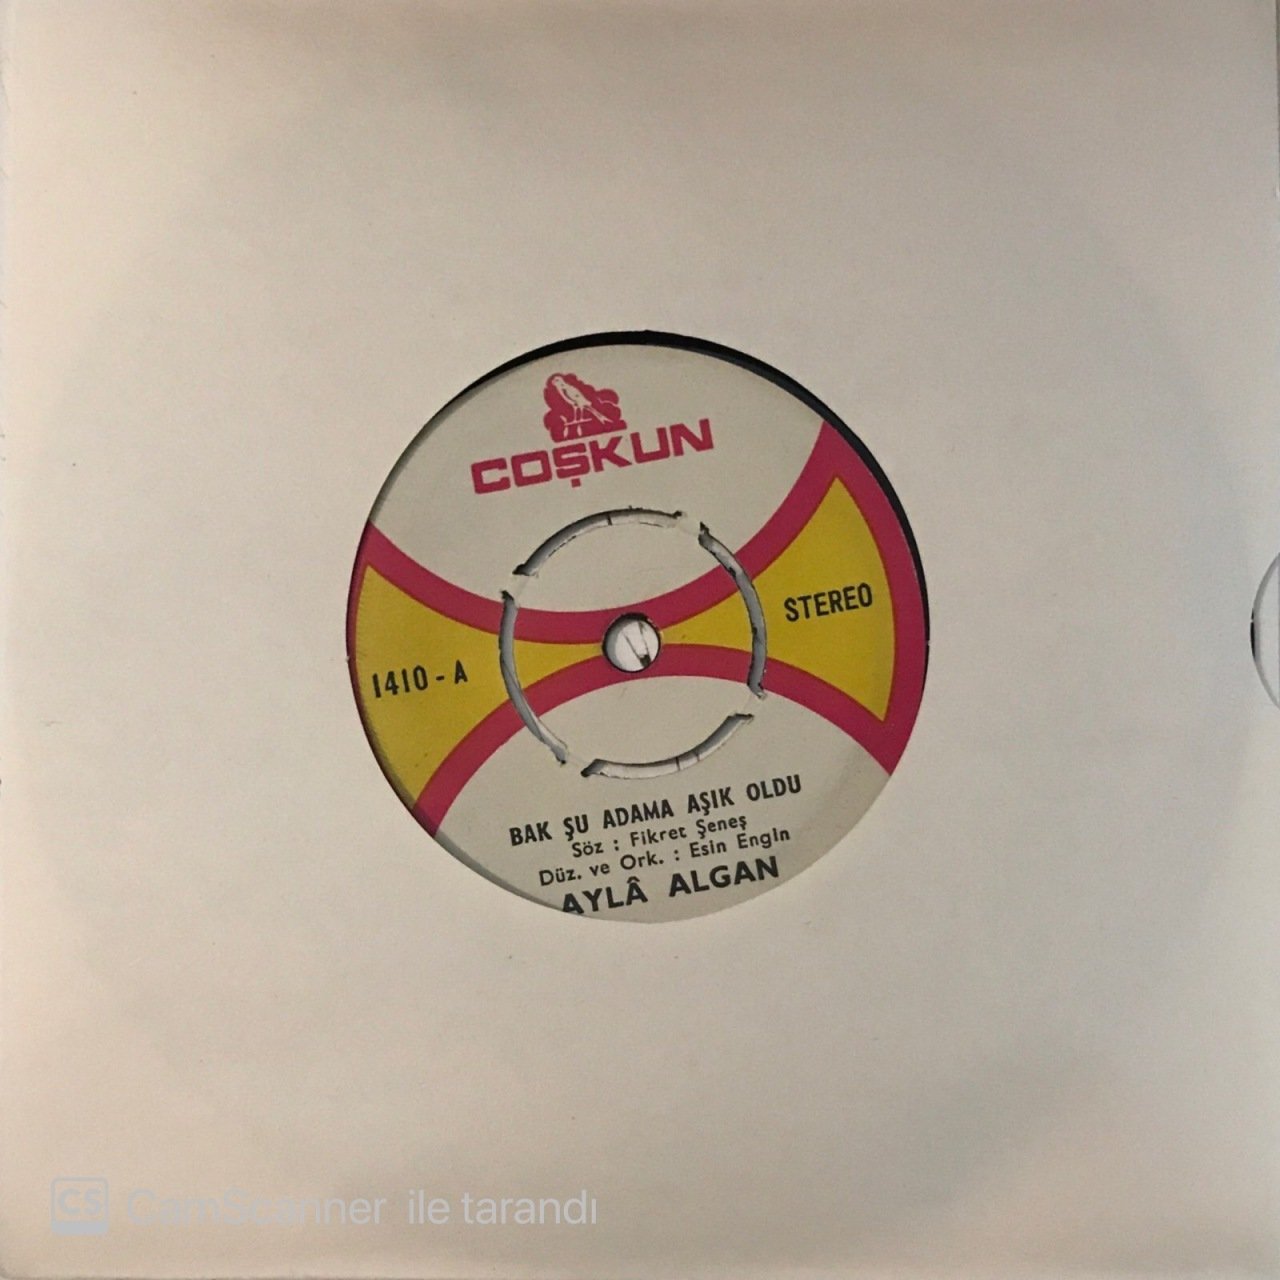 COŞKUN
STEREO
1410 - A
BAK ŞU ADAMA AŞIK OLDU
Söz : Fikret Şeneş
Düz. ve Ork. : Esin Engin
AYLÂ ALGAN
CS CamScanner ile tarandı